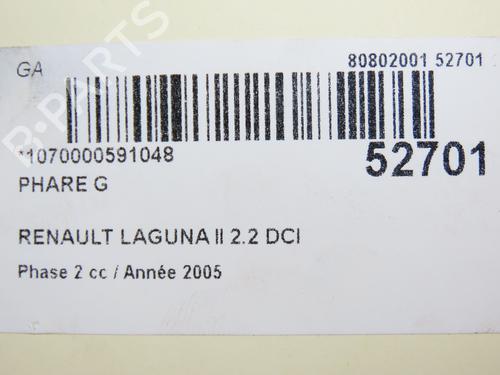 GA
80802001 52701
*1070000591048
52701
PHARE G
RENAULT LAGUNA II 2.2 DCI
Phase 2 cc / Année 2005
B-PARTS